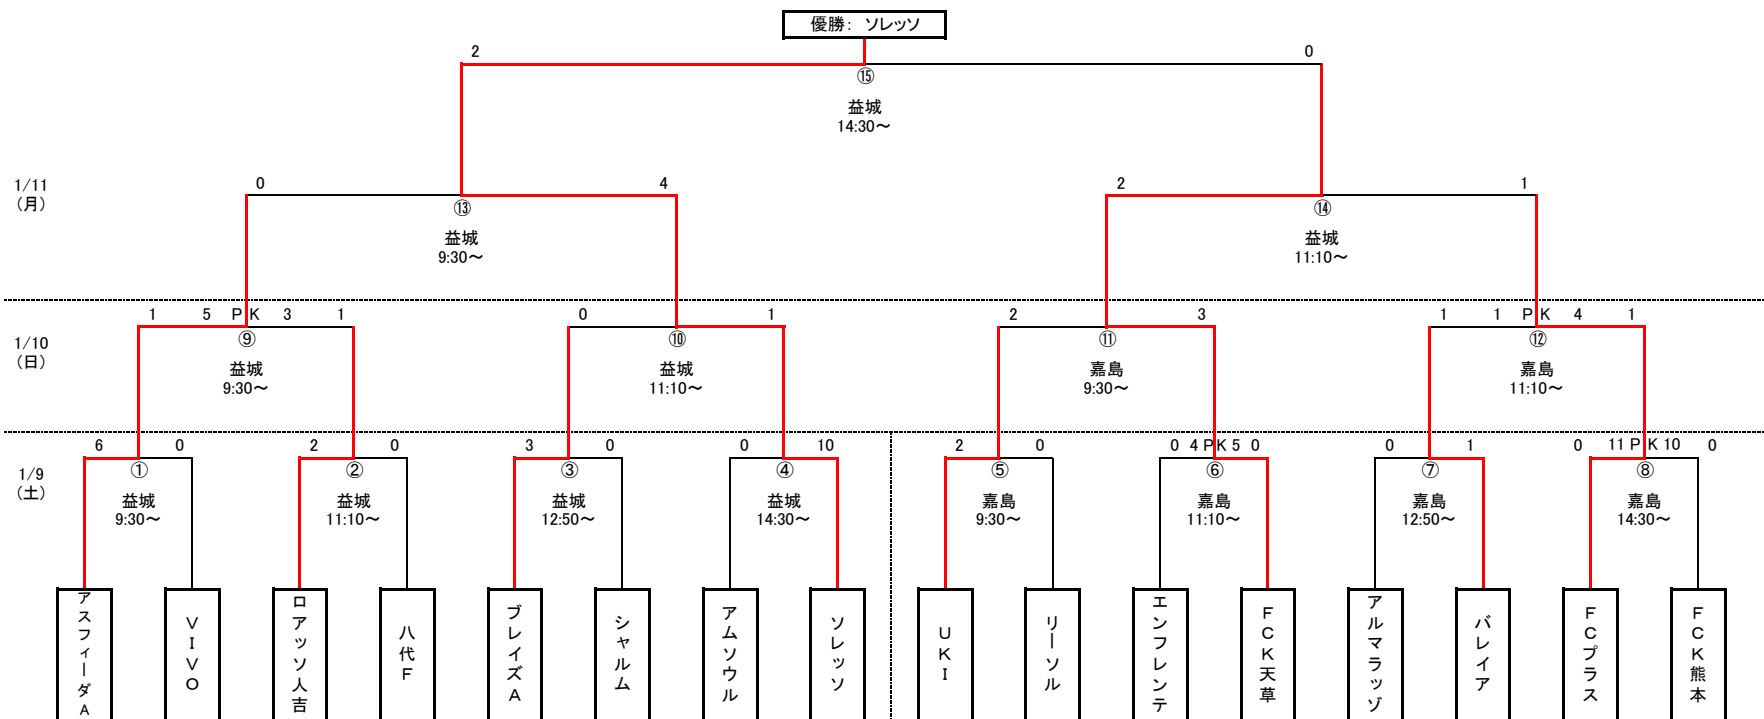 優勝： ソレッソ
2 0
⑮
益城
14:30～
1/11
（月）
0 4 2 1
⑬ ⑭
益城 益城
9:30～ 11:10～
1 5 PK 3 1 0 1 2 3 1 1 PK 4 1
1/10
（日）
⑨ ⑩ ⑪ ⑫
益城 益城 嘉島 嘉島
9:30～ 11:10～ 9:30～ 11:10～
6 0 2 0 3 0 0 10 2 0 0 4 PK 5 0 0 1 0 11 PK 10 0
1/9
（土）
① ② ③ ④ ⑤ ⑥ ⑦ ⑧
益城 益城 益城 益城 嘉島 嘉島 嘉島 嘉島
9:30～ 11:10～ 12:50～ 14:30～ 9:30～ 11:10～ 12:50～ 14:30～
アスフィーダA
VIVO
ロアッソ人吉
八代F
ブレイズA
シャルム
アムソウル
ソレッソ
UKI
リーソル
エンフレンテ
FCK天草
アルマラッゾ
バレイア
FCプラス
FCK熊本